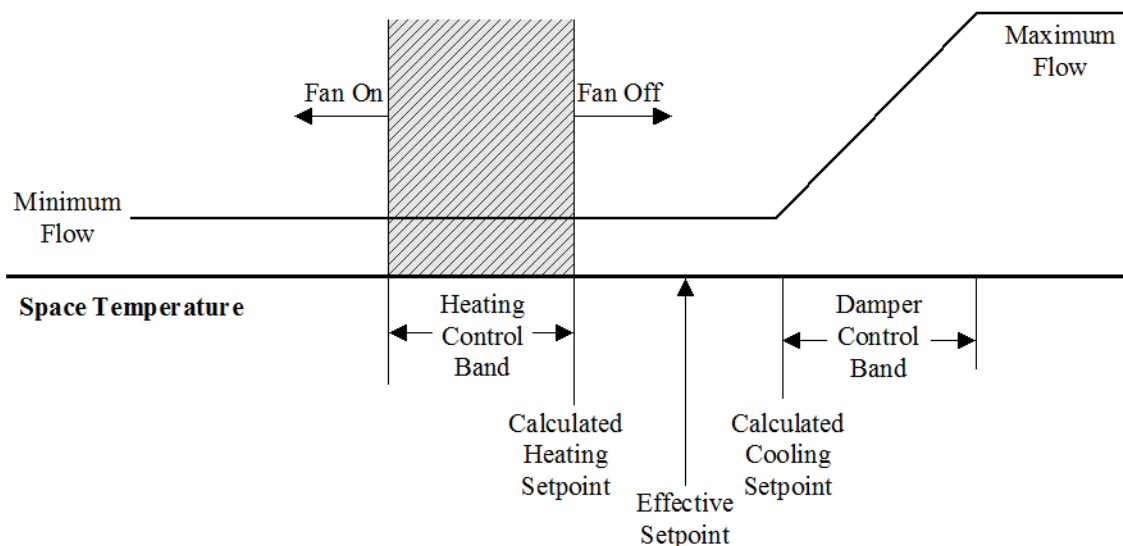 Maximum
Flow
Fan On
Fan Off
Minimum
Flow
Space Temperature
Heating
Control
Band
Damper
Control
Band
Calculated
Heating
Setpoint
Calculated
Cooling
Setpoint
Effective
Setpoint